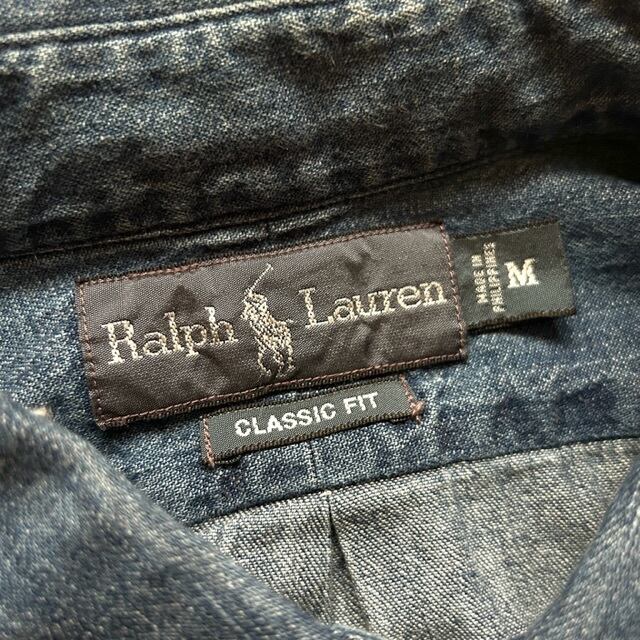 Ralph Lauren
MADE IN
PHILIPPINES
M
CLASSIC FIT